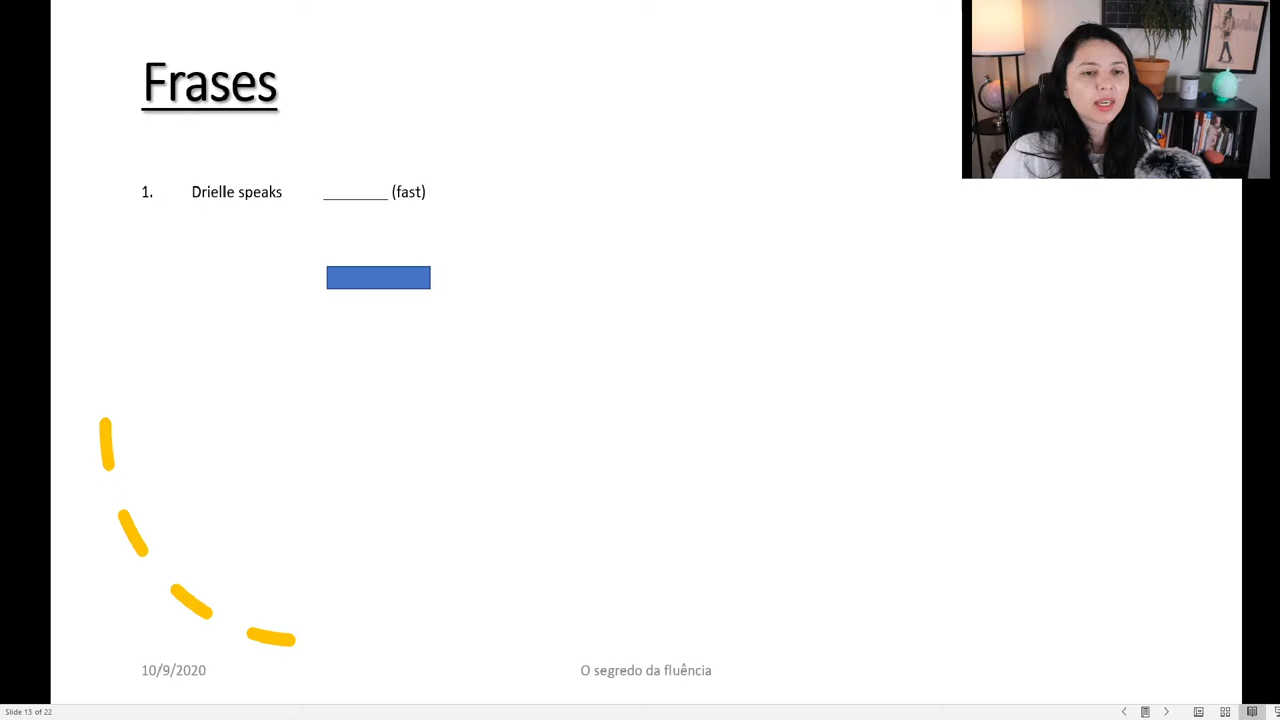 Frases
1. Drielle speaks ________ (fast)
10/9/2020
O segredo da fluência
Slide 13 of 22